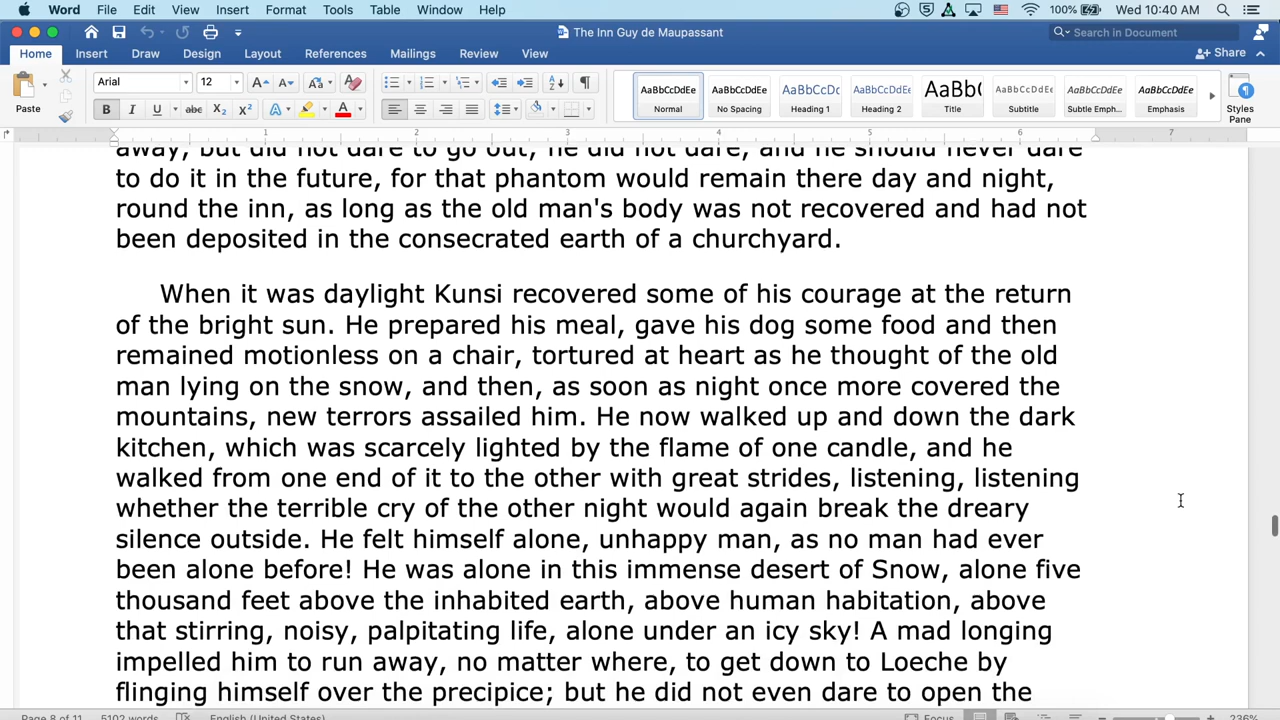 Word File Edit View Insert Format Tools Table Window Help 100% Wed 10:40 AM
The Inn Guy de Maupassant Search in Document
Home Insert Draw Design Layout References Mailings Review View Share
Paste Arial 12 A A Aa B I U abc X₂ X² A A
AaBbCcDdEe AaBbCcDdEe AaBbCcDc AaBbCcDdEe AaBbC AaBbCcDdEe AaBbCcDdEe AaBbCcDdEe
Normal No Spacing Heading 1 Heading 2 Title Subtitle Subtle Emph... Emphasis Styles Pane
1 2 3 4 5 6 7
away, but did not dare to go out; he did not dare, and he should never dare
to do it in the future, for that phantom would remain there day and night,
round the inn, as long as the old man's body was not recovered and had not
been deposited in the consecrated earth of a churchyard.
When it was daylight Kunsi recovered some of his courage at the return
of the bright sun. He prepared his meal, gave his dog some food and then
remained motionless on a chair, tortured at heart as he thought of the old
man lying on the snow, and then, as soon as night once more covered the
mountains, new terrors assailed him. He now walked up and down the dark
kitchen, which was scarcely lighted by the flame of one candle, and he
walked from one end of it to the other with great strides, listening, listening
whether the terrible cry of the other night would again break the dreary
silence outside. He felt himself alone, unhappy man, as no man had ever
been alone before! He was alone in this immense desert of Snow, alone five
thousand feet above the inhabited earth, above human habitation, above
that stirring, noisy, palpitating life, alone under an icy sky! A mad longing
impelled him to run away, no matter where, to get down to Loeche by
flinging himself over the precipice; but he did not even dare to open the
Page 8 of 11 5102 words English (United States) Focus 236%